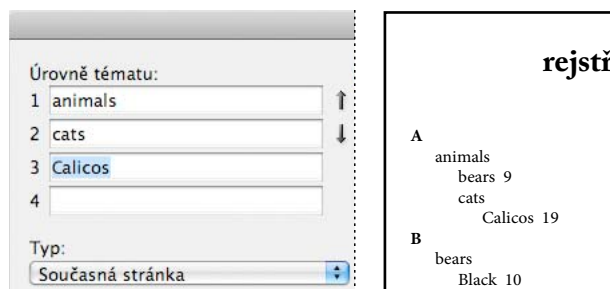 Úrovně tématu:
1 animals
2 cats
3 Calicos
4
Typ:
Současná stránka
rejstř
A
animals
bears 9
cats
Calicos 19
B
bears
Black 10